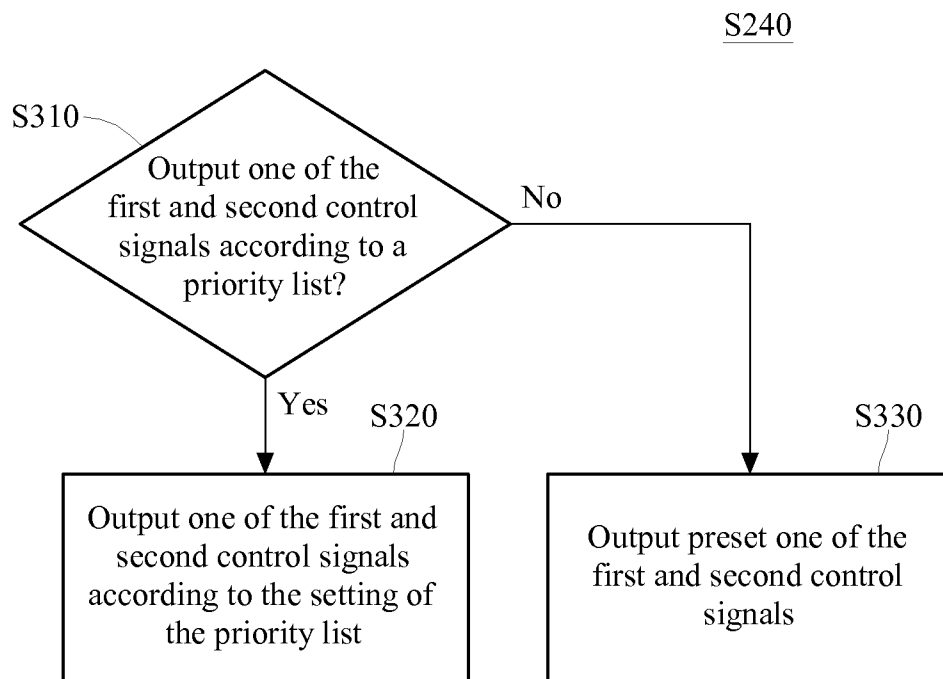 S240
S310
Output one of the
first and second control
signals according to a
priority list?
No
Yes
S320
S330
Output one of the first and
second control signals
according to the setting of
the priority list
Output preset one of the
first and second control
signals